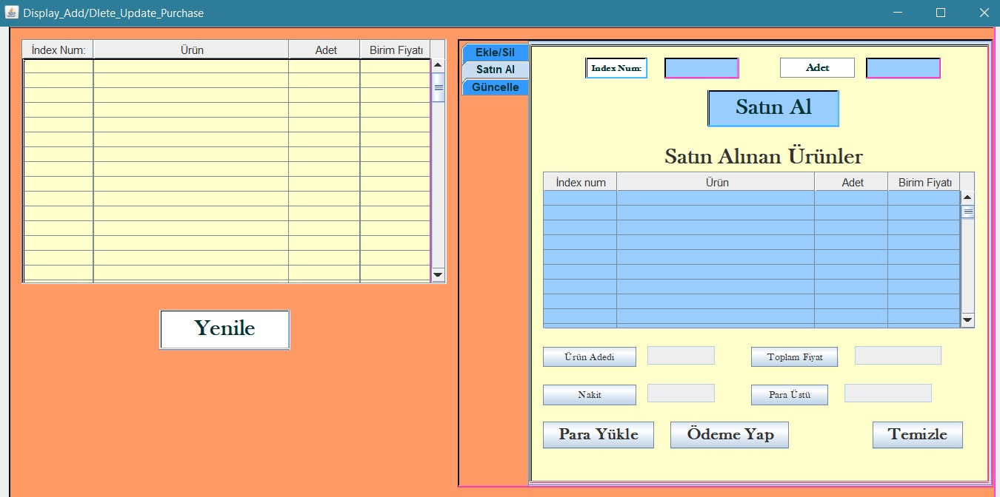 Display_Add/Dlete_Update_Purchase
İndex Num: Ürün Adet Birim Fiyatı
Yenile
Ekle/Sil
Satın Al
Güncelle
Index Num: Adet
Satın Al
Satın Alınan Ürünler
İndex num Ürün Adet Birim Fiyatı
Ürün Adedi Toplam Fiyat
Nakit Para Üstü
Para Yükle Ödeme Yap Temizle